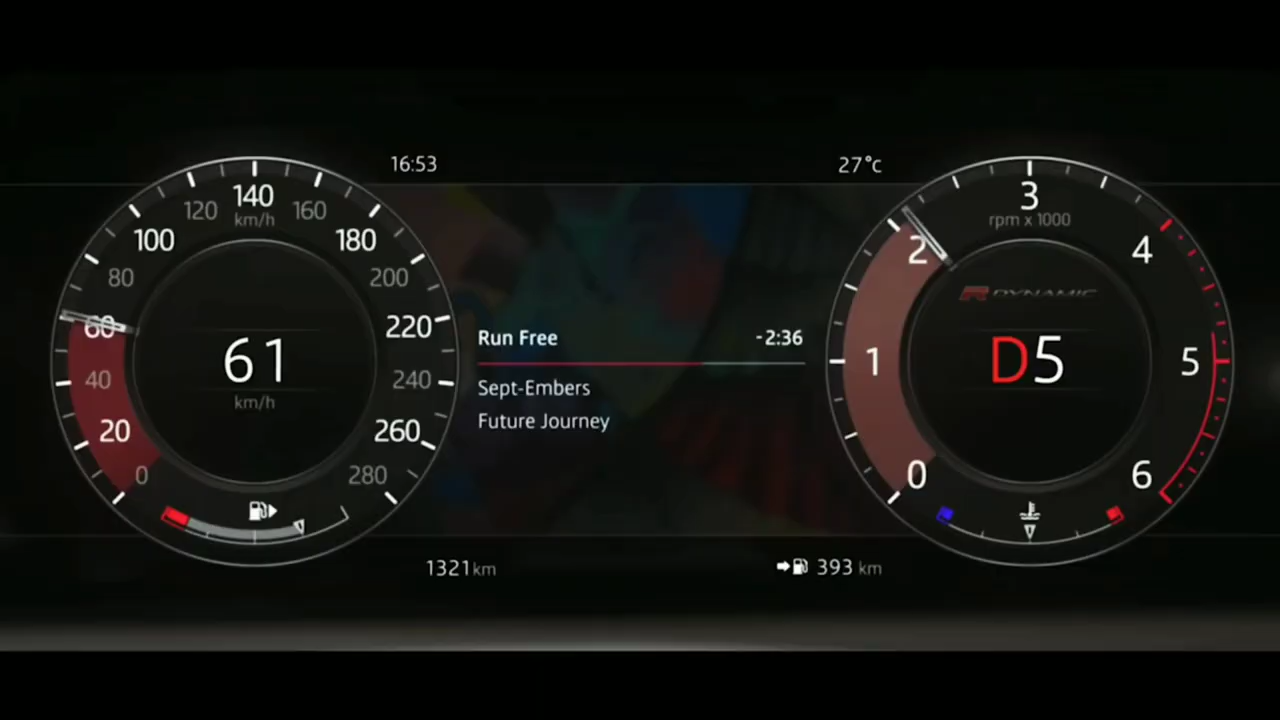 16:53
27°C
140
km/h
120
160
100
180
80
200
60
220
40
240
20
260
0
280
61
km/h
Run Free
-2:36
Sept-Embers
Future Journey
3
rpm x 1000
2
4
R DYNAMIC
1
D5
5
0
6
1321 km
393 km